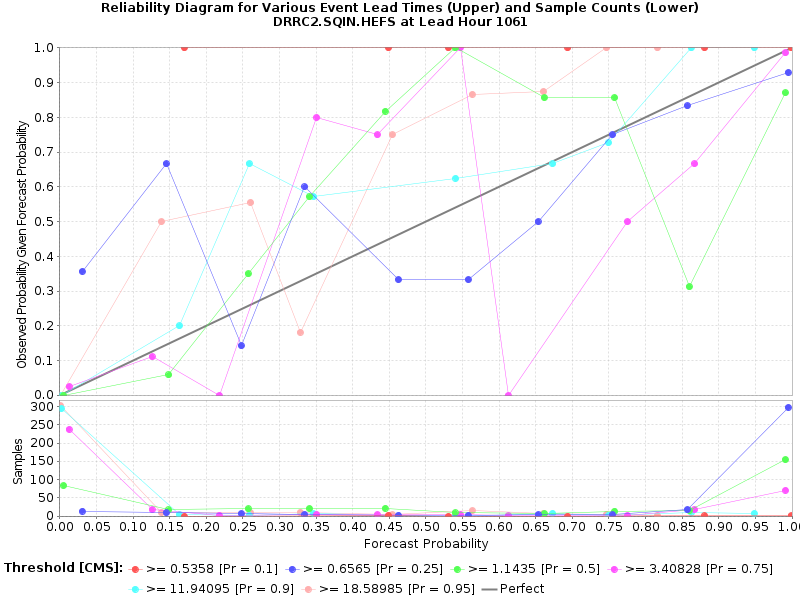 Reliability Diagram for Various Event Lead Times (Upper) and Sample Counts (Lower)
DRRC2.SQIN.HEFS at Lead Hour 1061
Observed Probability Given Forecast Probability
1.0
0.9
0.8
0.7
0.6
0.5
0.4
0.3
0.2
0.1
0.0
Samples
300
250
200
150
100
50
0
0.00 0.05 0.10 0.15 0.20 0.25 0.30 0.35 0.40 0.45 0.50 0.55 0.60 0.65 0.70 0.75 0.80 0.85 0.90 0.95 1.0
Forecast Probability
Threshold [CMS]: >= 0.5358 [Pr = 0.1] >= 0.6565 [Pr = 0.25] >= 1.1435 [Pr = 0.5] >= 3.40828 [Pr = 0.75]
>= 11.94095 [Pr = 0.9] >= 18.58985 [Pr = 0.95] Perfect